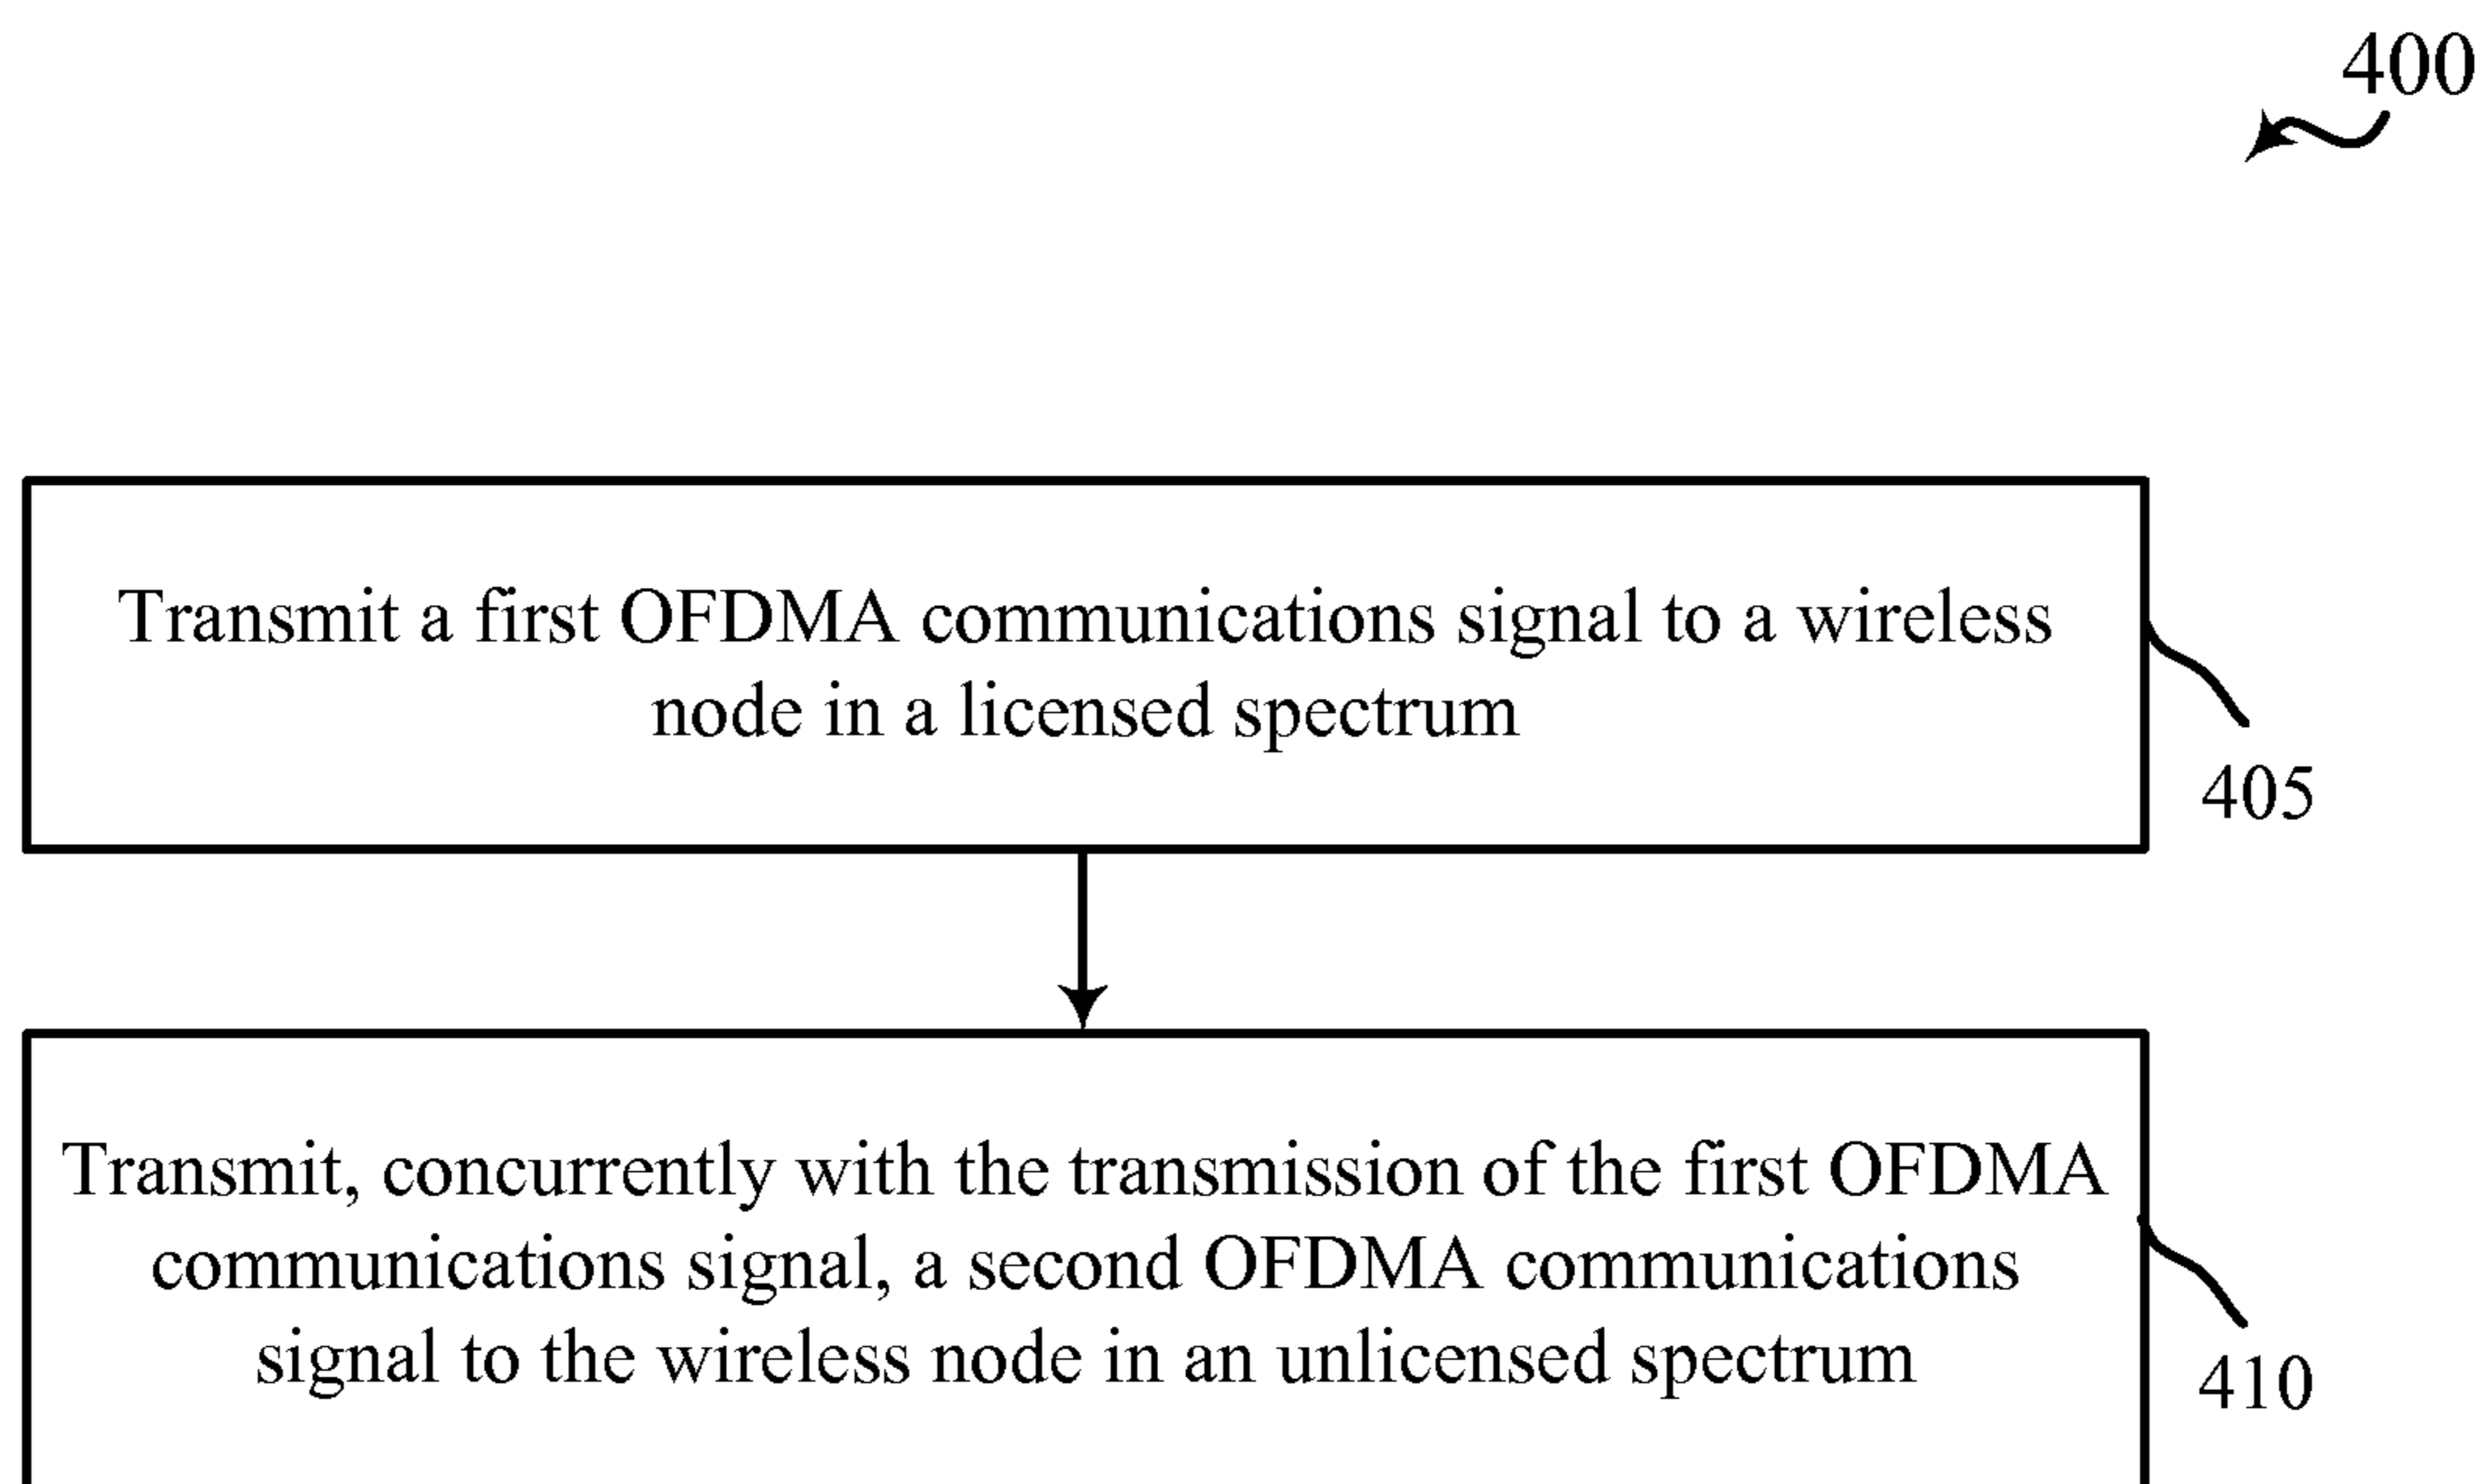 400
Transmit a first OFDMA communications signal to a wireless
node in a licensed spectrum
405
Transmit, concurrently with the transmission of the first OFDMA
communications signal, a second OFDMA communications
signal to the wireless node in an unlicensed spectrum
410